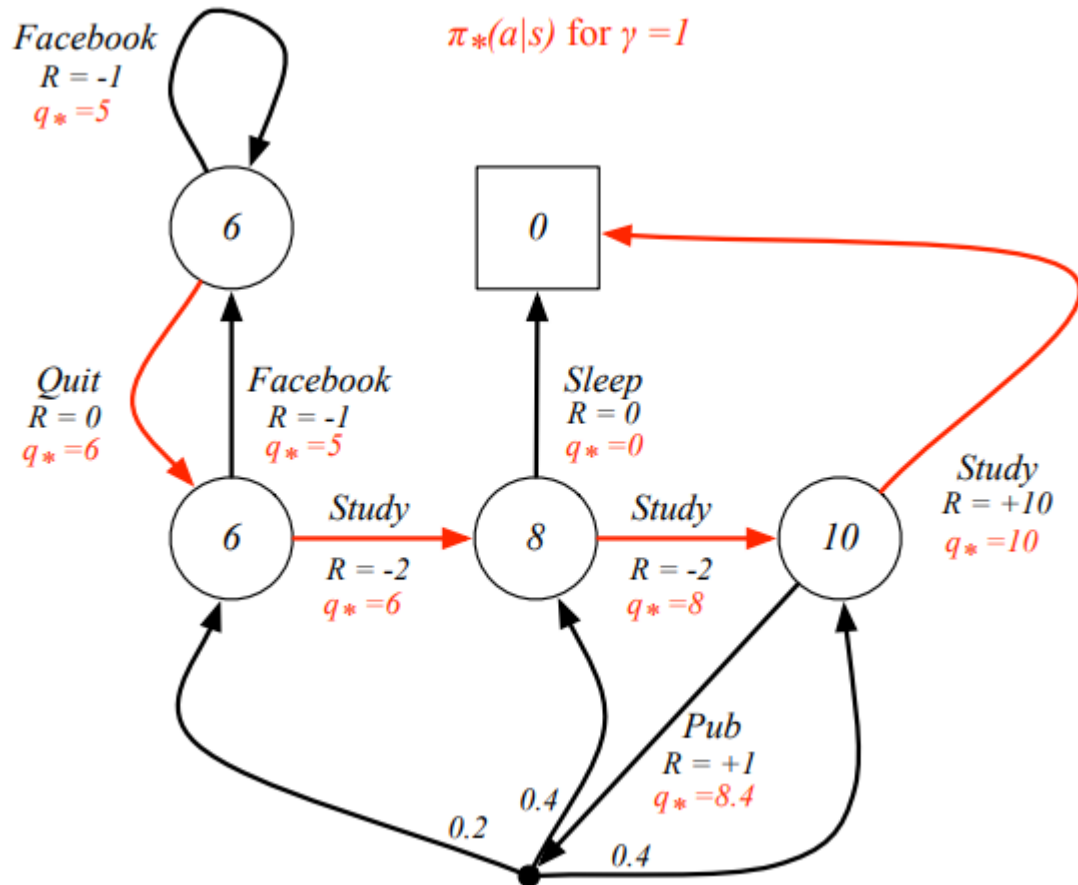 Facebook
R = -1
q* =5
π*(a|s) for γ =1
6
0
Quit
R = 0
q* =6
Facebook
R = -1
q* =5
Sleep
R = 0
q* =0
Study
R = +10
q* =10
6
Study
R = -2
q* =6
8
Study
R = -2
q* =8
10
Pub
R = +1
q* =8.4
0.2
0.4
0.4